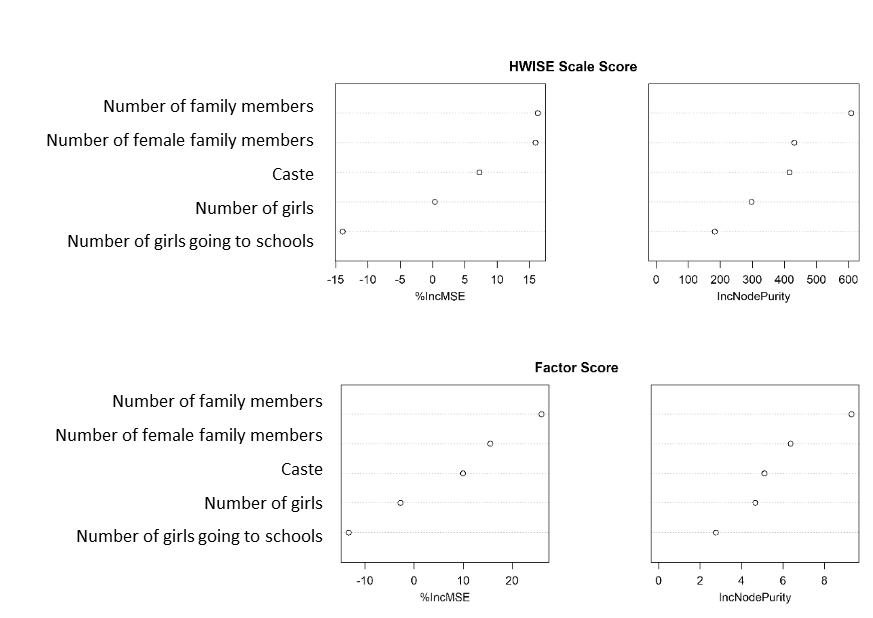 HWISE Scale Score
Number of family members
Number of female family members
Caste
Number of girls
Number of girls going to schools
-15 -10 -5 0 5 10 15
%IncMSE
0 100 200 300 400 500 600
IncNodePurity
Factor Score
Number of family members
Number of female family members
Caste
Number of girls
Number of girls going to schools
-10 0 10 20
%IncMSE
0 2 4 6 8
IncNodePurity